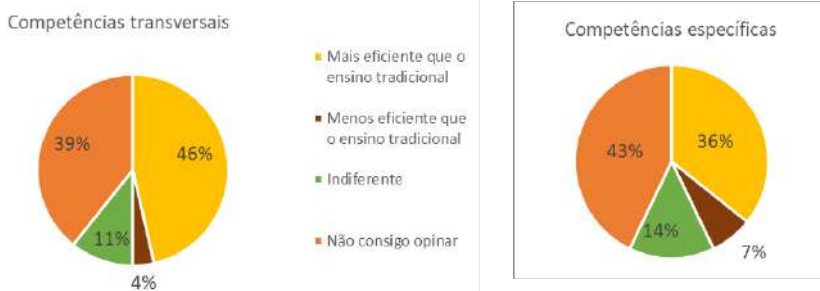 Competências transversais
39%
46%
11%
4%
Mais eficiente que o
ensino tradicional
Menos eficiente que
o ensino tradicional
Indiferente
Não consigo opinar
Competências específicas
43%
36%
14%
7%